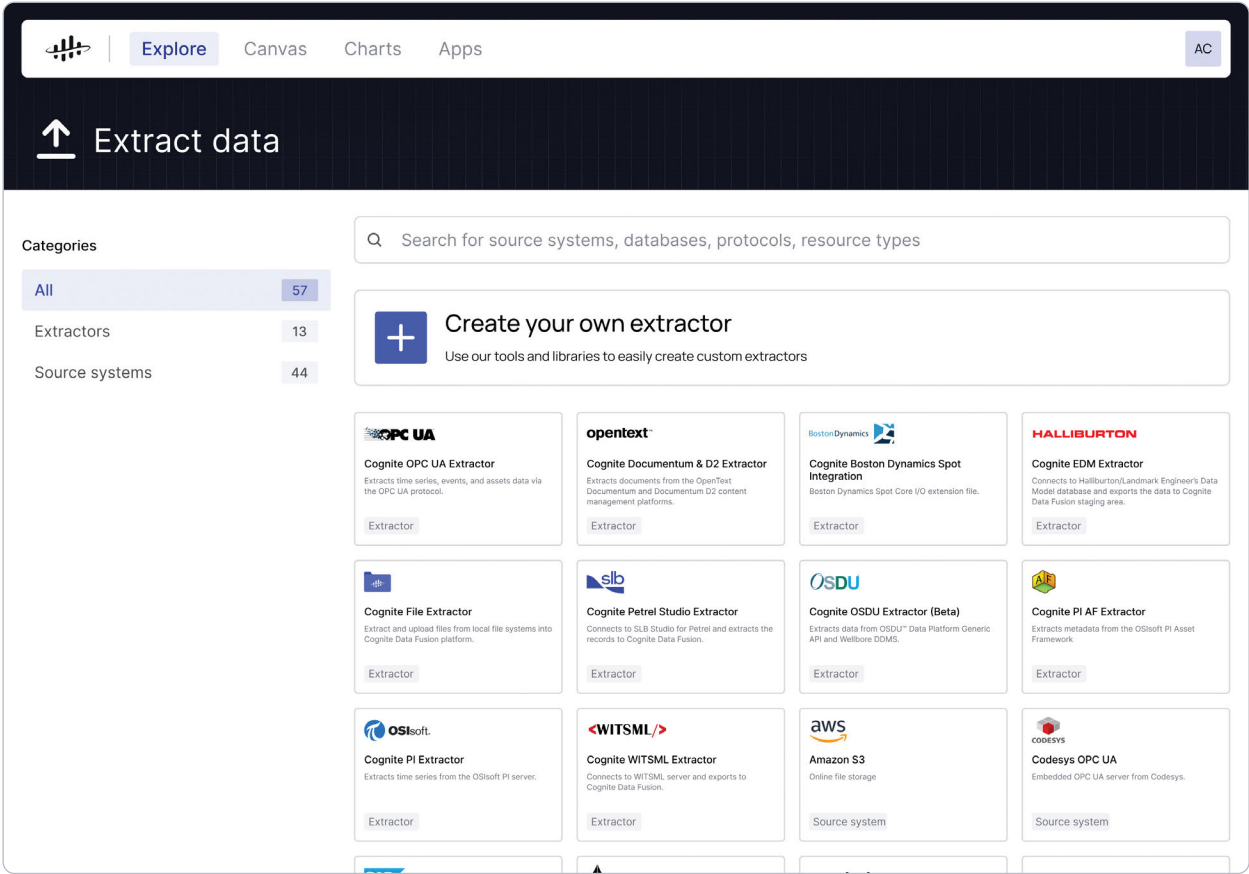 Explore
Canvas
Charts
Apps
AC
Extract data
Categories
All
57
Extractors
13
Source systems
44
Search for source systems, databases, protocols, resource types
Create your own extractor
Use our tools and libraries to easily create custom extractors
OPC UA
Cognite OPC UA Extractor
Extracts time series, events, and assets data via
the OPC UA protocol.
Extractor
opentext™
Cognite Documentum & D2 Extractor
Extracts documents from the OpenText
Documentum and Documentum D2 content
management platforms.
Extractor
BostonDynamics
Cognite Boston Dynamics Spot
Integration
Boston Dynamics Spot Core I/O extension file.
Extractor
HALLIBURTON
Cognite EDM Extractor
Connects to Halliburton/Landmark Engineer's Data
Model database and exports the data to Cognite
Data Fusion staging area.
Extractor
Cognite File Extractor
Extract and upload files from local file systems into
Cognite Data Fusion platform.
Extractor
slb
Cognite Petrel Studio Extractor
Connects to SLB Studio for Petrel and extracts the
records to Cognite Data Fusion.
Extractor
OSDU
Cognite OSDU Extractor (Beta)
Extracts data from OSDU™ Data Platform Generic
API and Wellbore DDMS.
Extractor
AF
Cognite PI AF Extractor
Extracts metadata from the OSIsoft PI Asset
Framework
Extractor
OSIsoft.
Cognite PI Extractor
Extracts time series from the OSIsoft PI server.
Extractor
<WITSML/>
Cognite WITSML Extractor
Connects to WITSML server and exports to
Cognite Data Fusion.
Extractor
aws
Amazon S3
Online file storage
Source system
CODESYS
Codesys OPC UA
Embedded OPC UA server from Codesys.
Source system